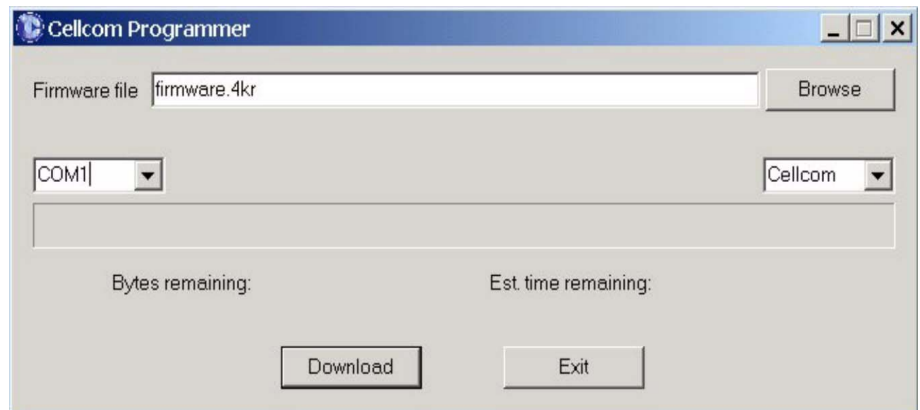 Cellcom Programmer
Firmware file firmware.4kr Browse
COM1 Cellcom
Bytes remaining: Est. time remaining:
Download Exit